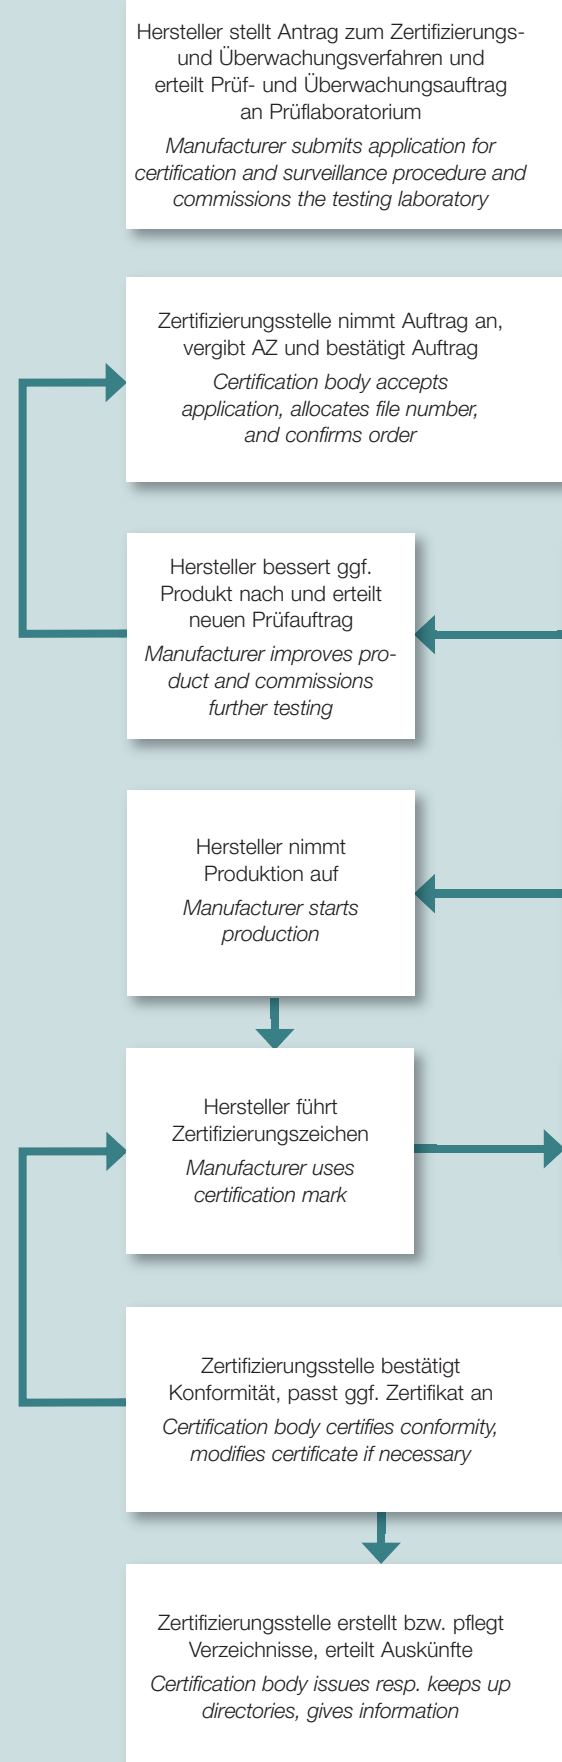 Hersteller stellt Antrag zum Zertifizierungs-
und Überwachungsverfahren und
erteilt Prüf- und Überwachungsauftrag
an Prüflaboratorium
Manufacturer submits application for
certification and surveillance procedure and
commissions the testing laboratory
Zertifizierungsstelle nimmt Auftrag an,
vergibt AZ und bestätigt Auftrag
Certification body accepts
application, allocates file number,
and confirms order
Hersteller bessert ggf.
Produkt nach und erteilt
neuen Prüfauftrag
Manufacturer improves pro-
duct and commissions
further testing
Hersteller nimmt
Produktion auf
Manufacturer starts
production
Hersteller führt
Zertifizierungszeichen
Manufacturer uses
certification mark
Zertifizierungsstelle bestätigt
Konformität, passt ggf. Zertifikat an
Certification body certifies conformity,
modifies certificate if necessary
Zertifizierungsstelle erstellt bzw. pflegt
Verzeichnisse, erteilt Auskünfte
Certification body issues resp. keeps up
directories, gives information